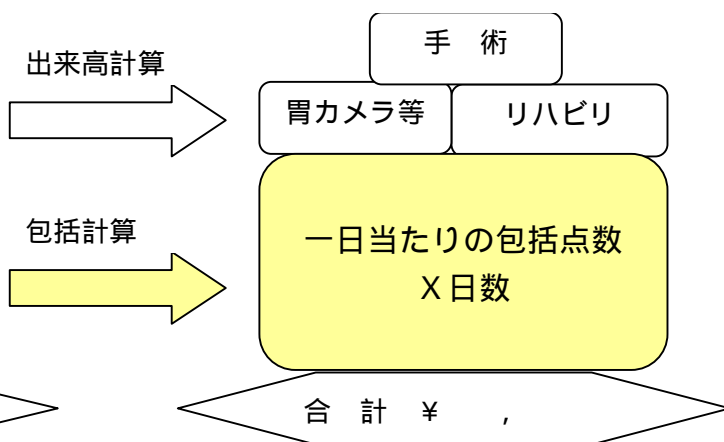 手　術
出来高計算
胃カメラ等
リハビリ
包括計算
一日当たりの包括点数
X日数
合　計　¥　　,